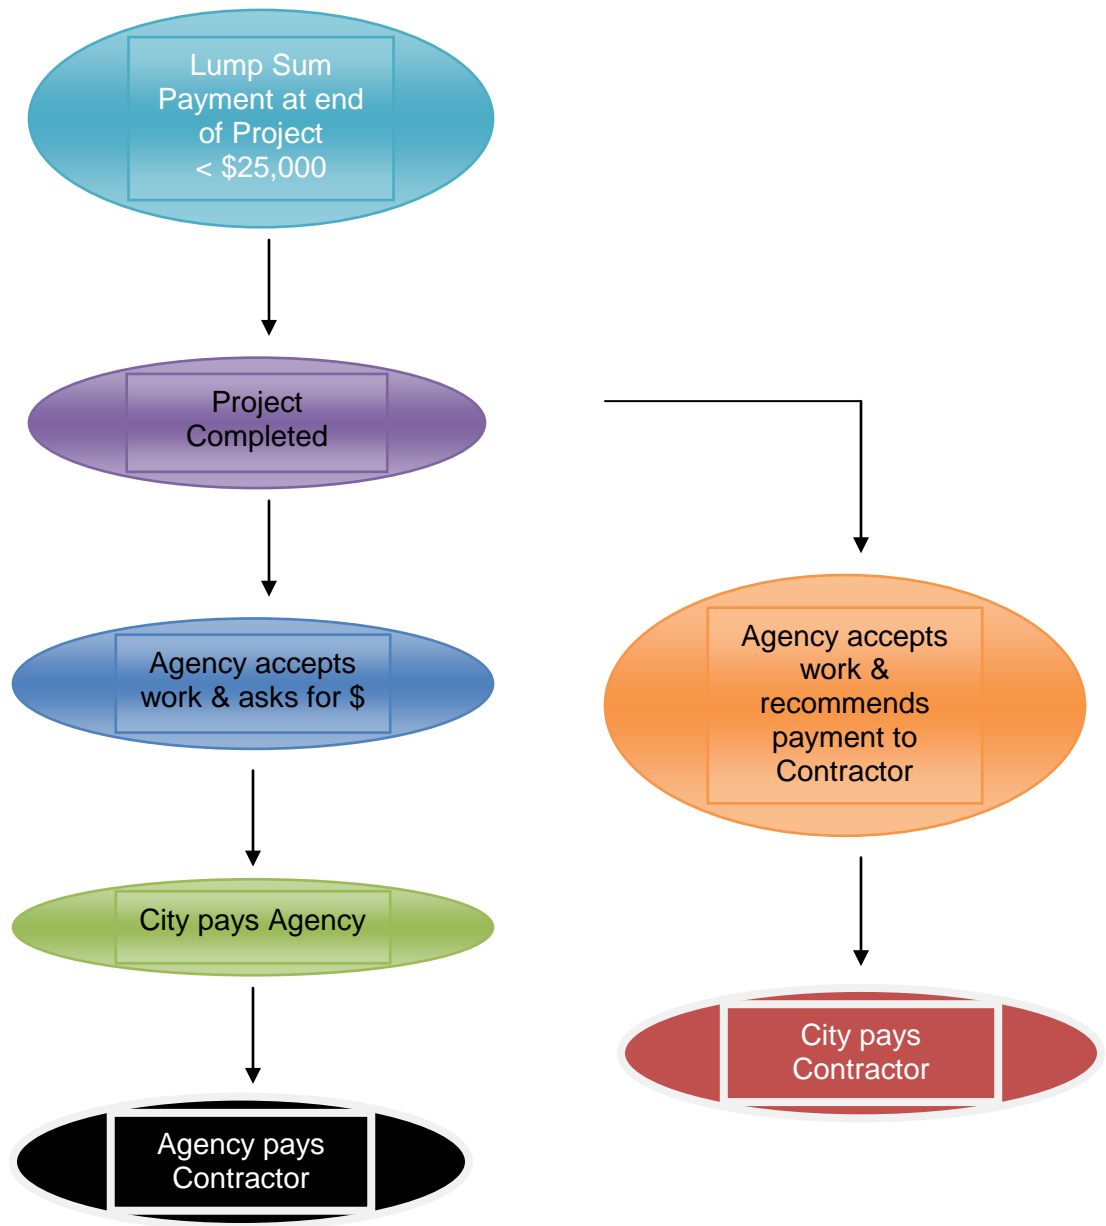 Lump Sum
Payment at end
of Project
< $25,000
Project
Completed
Agency accepts
work & asks for $
City pays Agency
Agency pays
Contractor
Agency accepts
work &
recommends
payment to
Contractor
City pays
Contractor